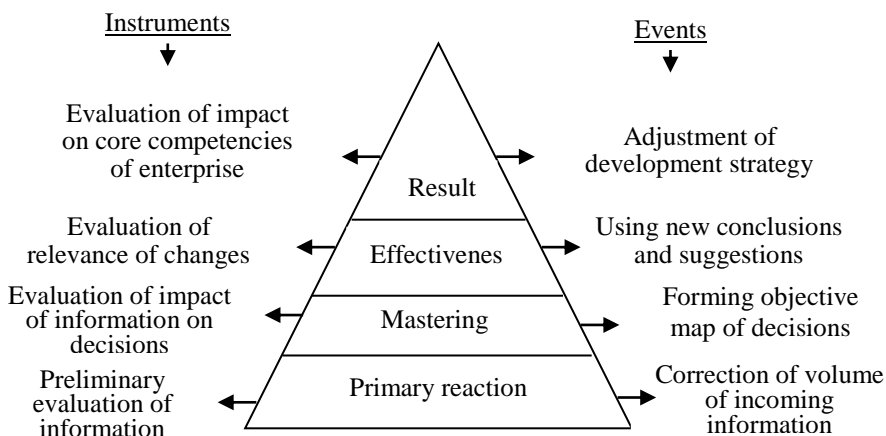 Instruments
Events
Evaluation of impact
on core competencies
of enterprise
Adjustment of
development strategy
Result
Evaluation of
relevance of changes
Effectivenes
Using new conclusions
and suggestions
Evaluation of impact
of information on
decisions
Mastering
Forming objective
map of decisions
Preliminary
evaluation of
information
Primary reaction
Correction of volume
of incoming
information